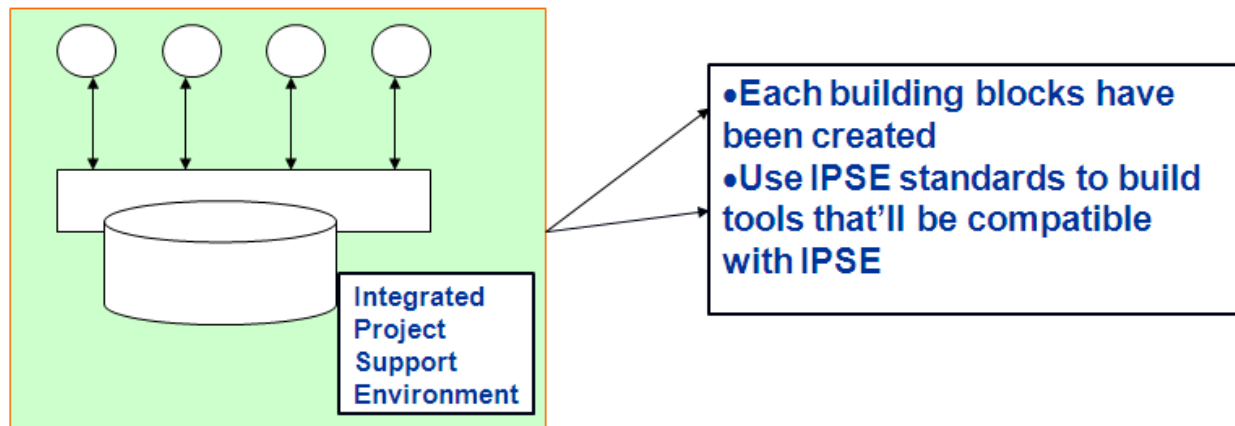 Integrated
Project
Support
Environment
•Each building blocks have
been created
•Use IPSE standards to build
tools that'll be compatible
with IPSE